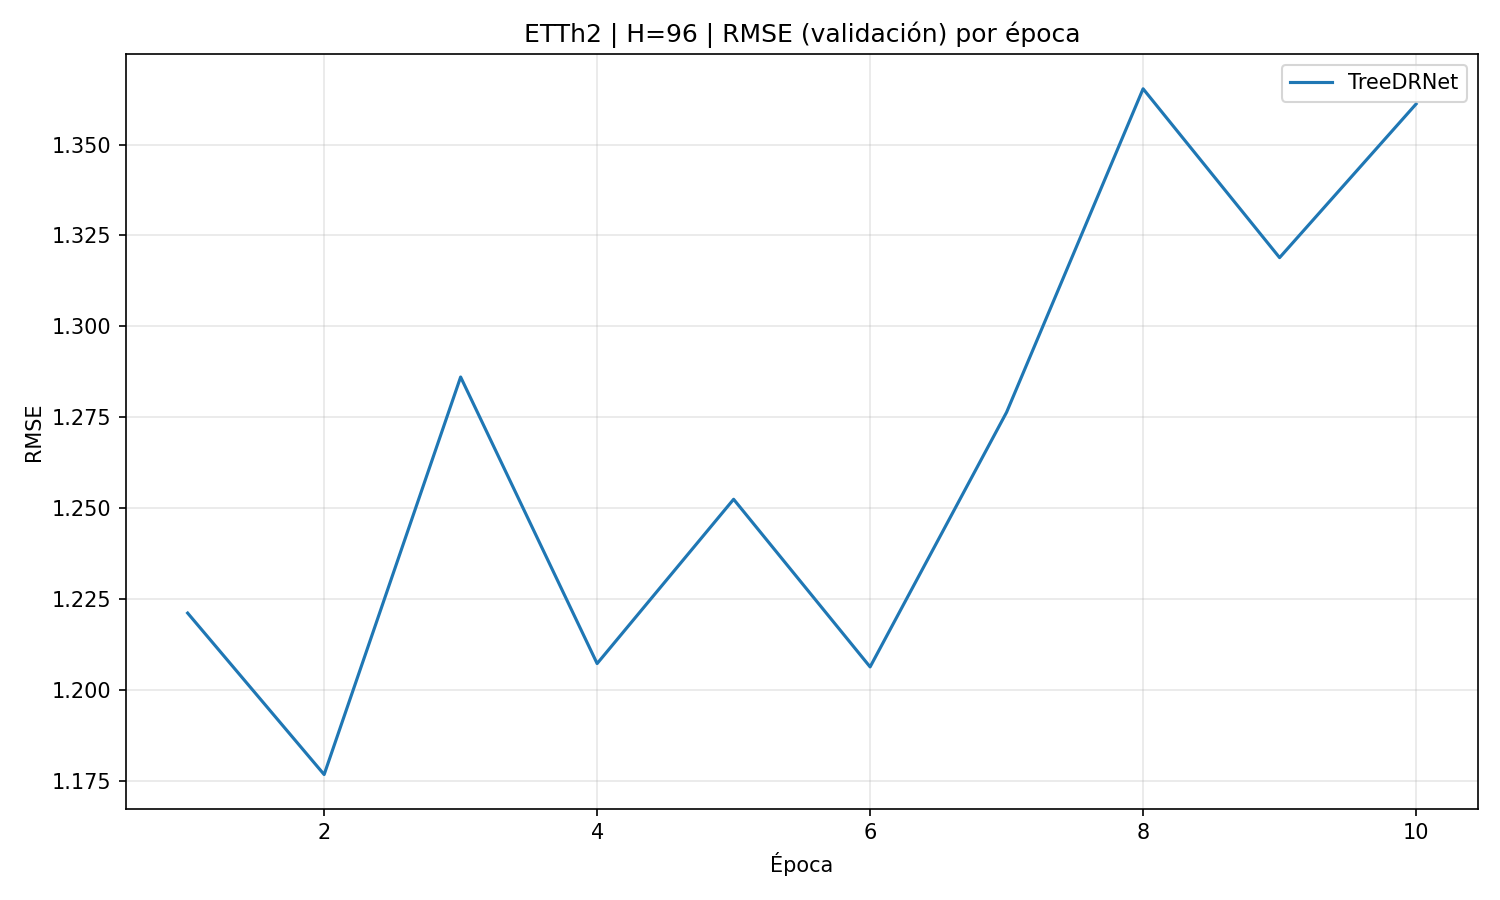 ETTh2 | H=96 | RMSE (validación) por época
TreeDRNet
RMSE
1.350
1.325
1.300
1.275
1.250
1.225
1.200
1.175
2 4 6 8 10
Época